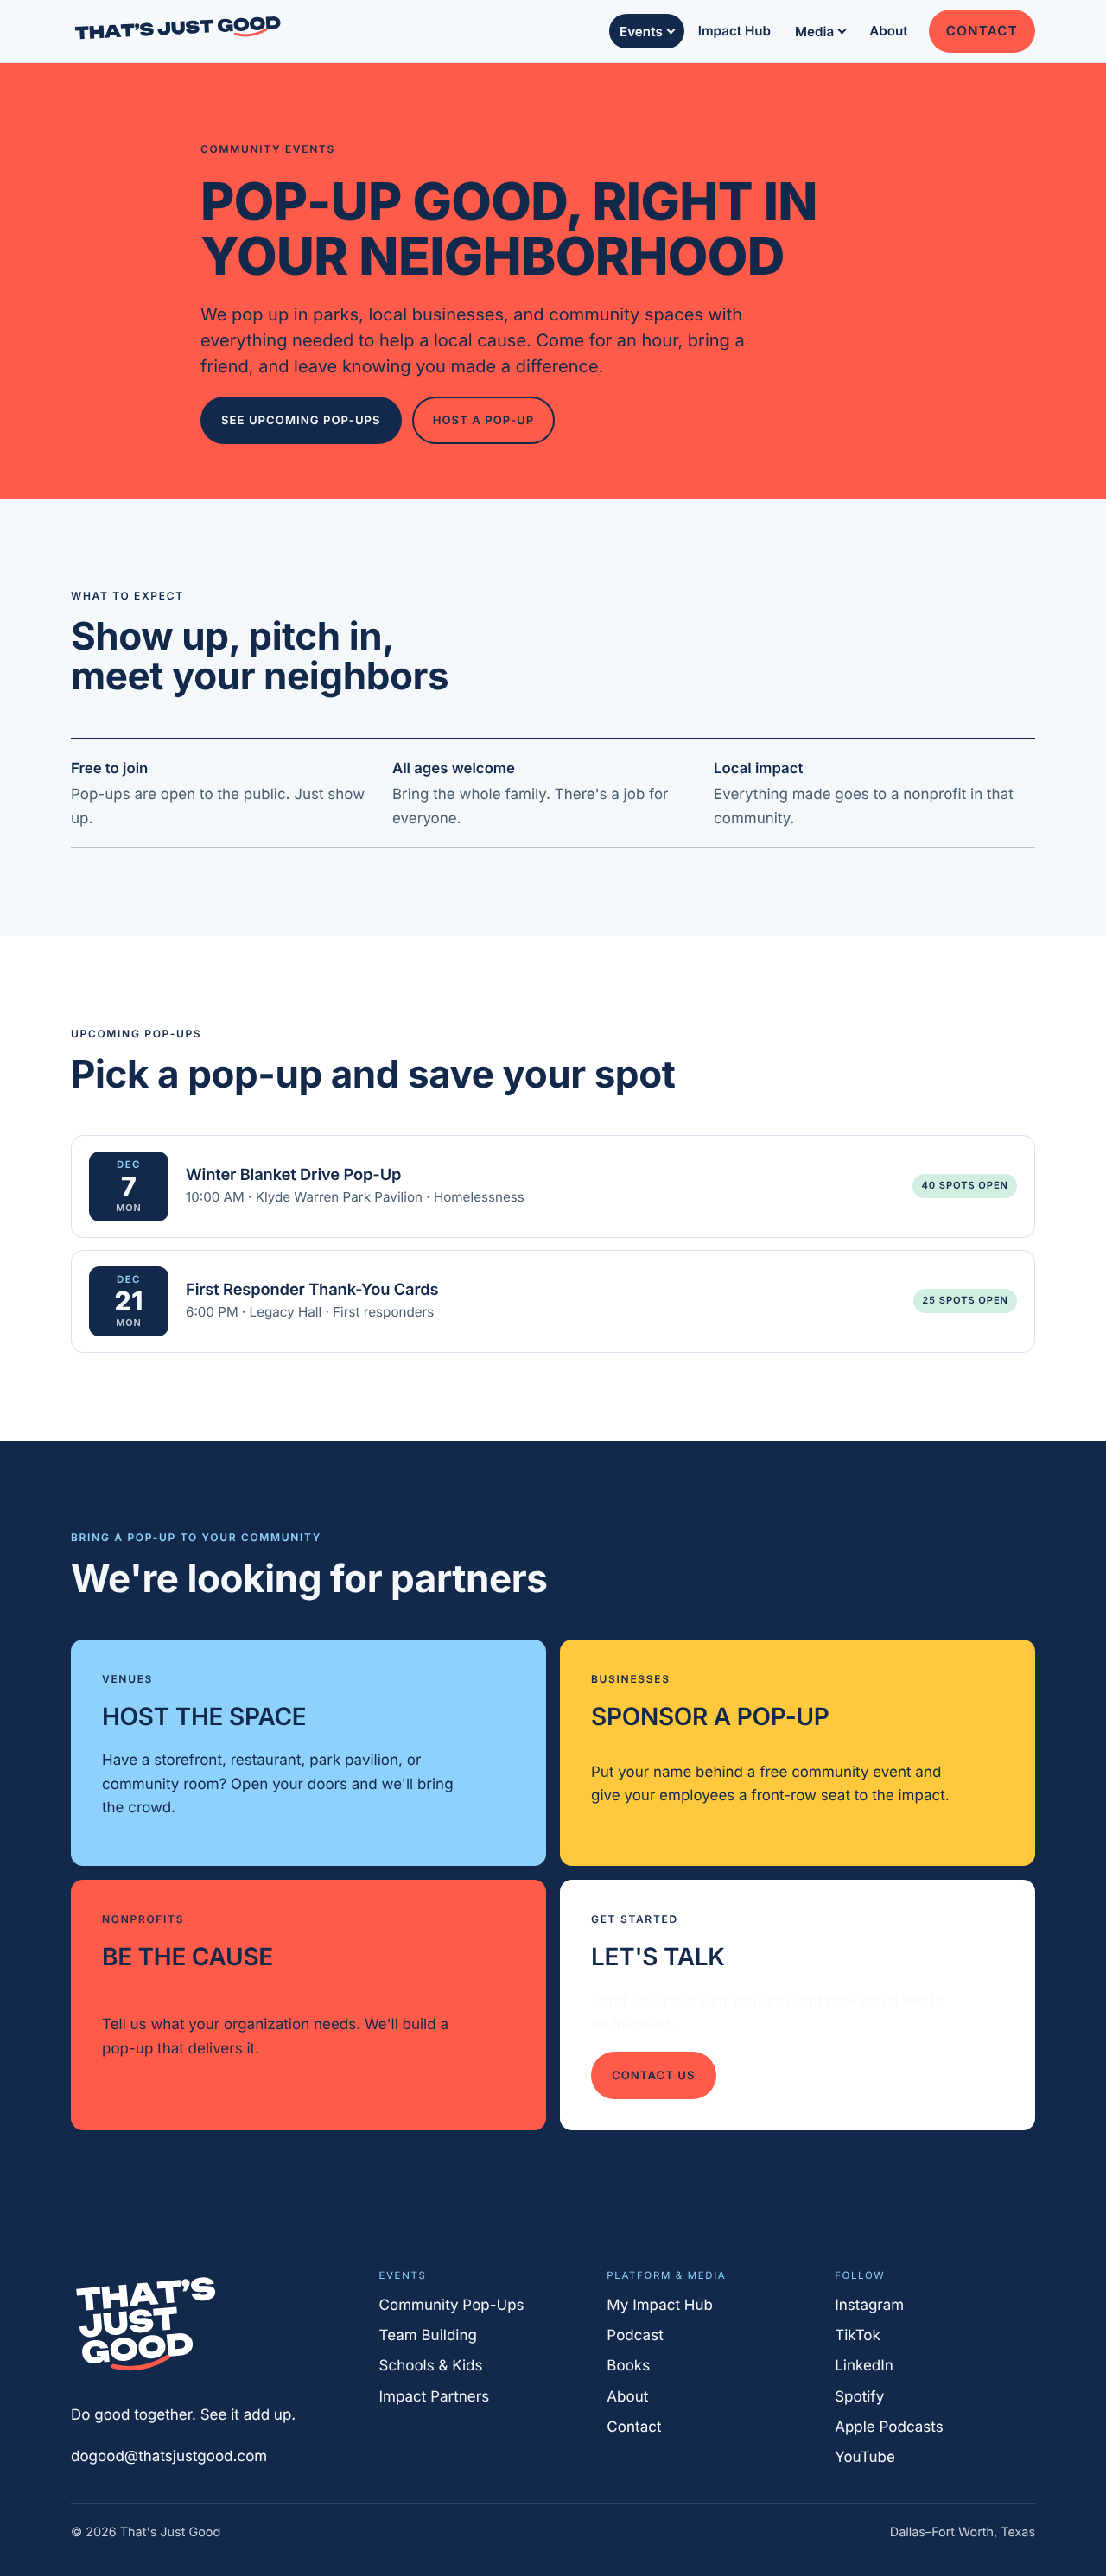 THAT'S JUST GOOD
Events
Impact Hub
Media
About
CONTACT
COMMUNITY EVENTS
POP-UP GOOD, RIGHT IN
YOUR NEIGHBORHOOD
We pop up in parks, local businesses, and community spaces with
everything needed to help a local cause. Come for an hour, bring a
friend, and leave knowing you made a difference.
SEE UPCOMING POP-UPS
HOST A POP-UP
WHAT TO EXPECT
Show up, pitch in,
meet your neighbors
Free to join
Pop-ups are open to the public. Just show
up.
All ages welcome
Bring the whole family. There's a job for
everyone.
Local impact
Everything made goes to a nonprofit in that
community.
UPCOMING POP-UPS
Pick a pop-up and save your spot
DEC
7
MON
Winter Blanket Drive Pop-Up
10:00 AM · Klyde Warren Park Pavilion · Homelessness
40 SPOTS OPEN
DEC
21
MON
First Responder Thank-You Cards
6:00 PM · Legacy Hall · First responders
25 SPOTS OPEN
BRING A POP-UP TO YOUR COMMUNITY
We're looking for partners
VENUES
HOST THE SPACE
Have a storefront, restaurant, park pavilion, or
community room? Open your doors and we'll bring
the crowd.
BUSINESSES
SPONSOR A POP-UP
Put your name behind a free community event and
give your employees a front-row seat to the impact.
NONPROFITS
BE THE CAUSE
Tell us what your organization needs. We'll build a
pop-up that delivers it.
GET STARTED
LET'S TALK
CONTACT US
THAT'S
JUST
GOOD
Do good together. See it add up.
dogood@thatsjustgood.com
EVENTS
Community Pop-Ups
Team Building
Schools & Kids
Impact Partners
PLATFORM & MEDIA
My Impact Hub
Podcast
Books
About
Contact
FOLLOW
Instagram
TikTok
LinkedIn
Spotify
Apple Podcasts
YouTube
© 2026 That's Just Good
Dallas–Fort Worth, Texas